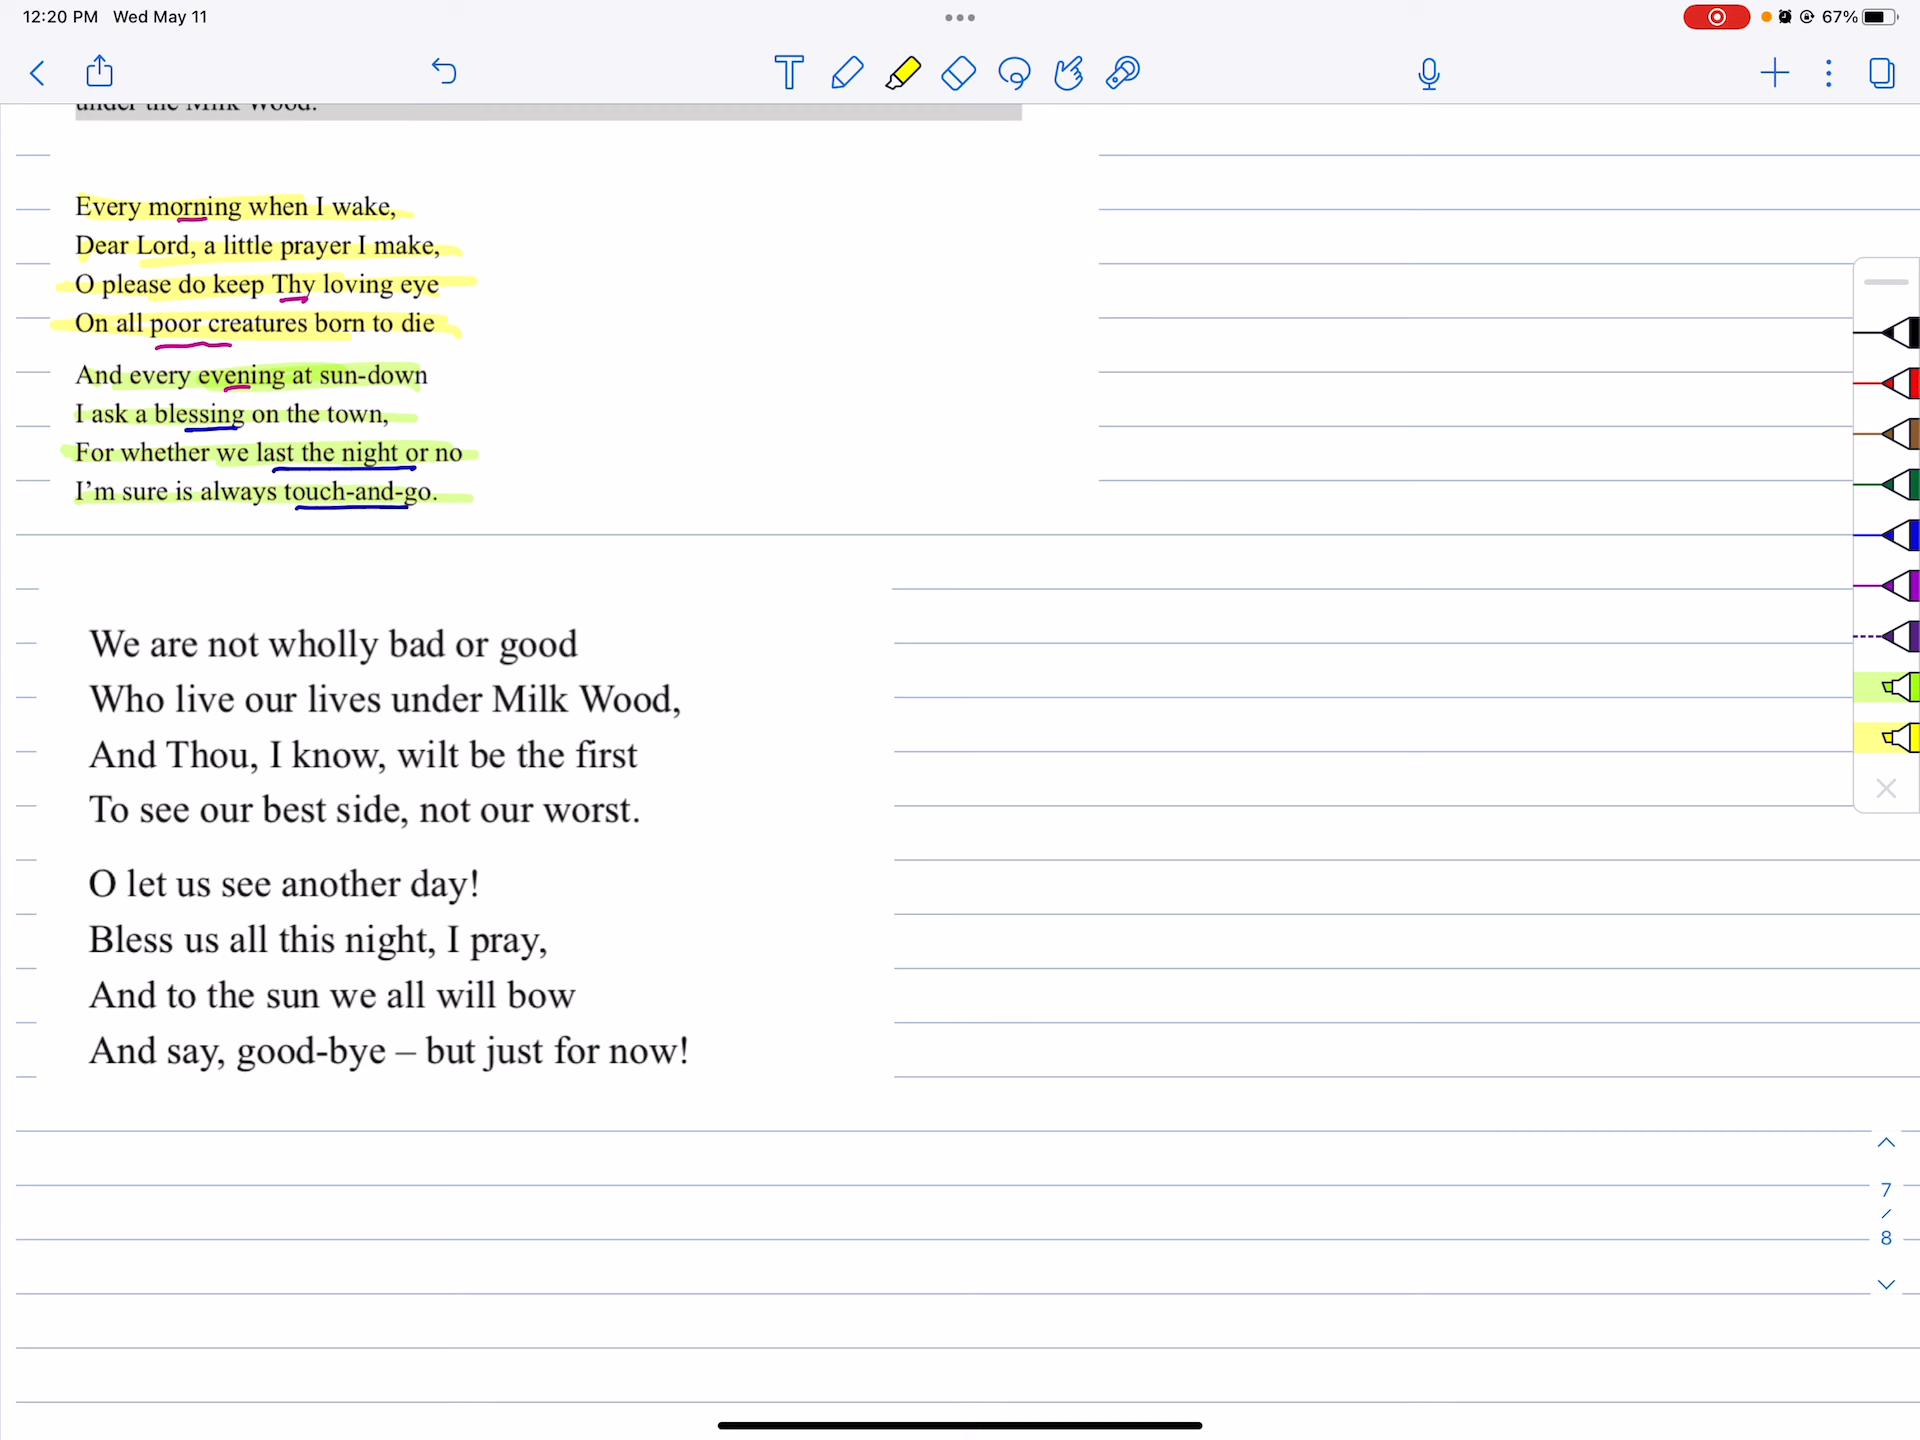 12:20 PM Wed May 11
67%
under the Milk Wood.
Every morning when I wake,
Dear Lord, a little prayer I make,
O please do keep Thy loving eye
On all poor creatures born to die
And every evening at sun-down
I ask a blessing on the town,
For whether we last the night or no
I’m sure is always touch-and-go.
We are not wholly bad or good
Who live our lives under Milk Wood,
And Thou, I know, wilt be the first
To see our best side, not our worst.
O let us see another day!
Bless us all this night, I pray,
And to the sun we all will bow
And say, good-bye – but just for now!
7
/
8